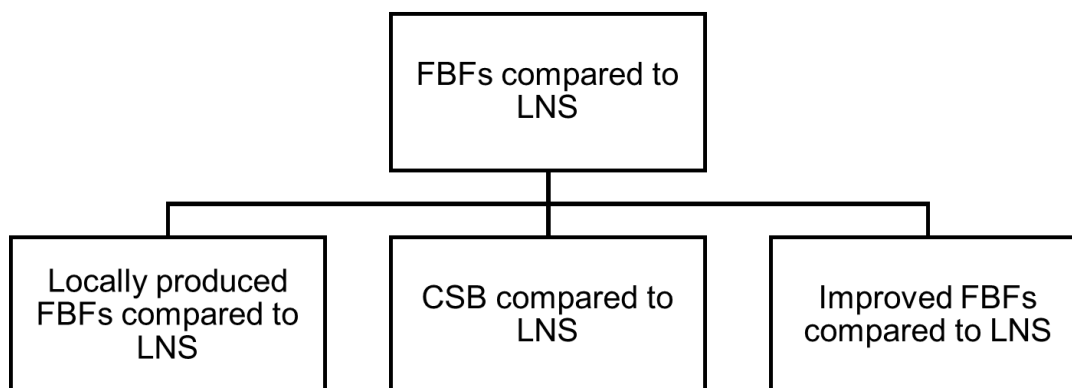 FBFs compared to
LNS
Locally produced
FBFs compared to
LNS
CSB compared to
LNS
Improved FBFs
compared to LNS